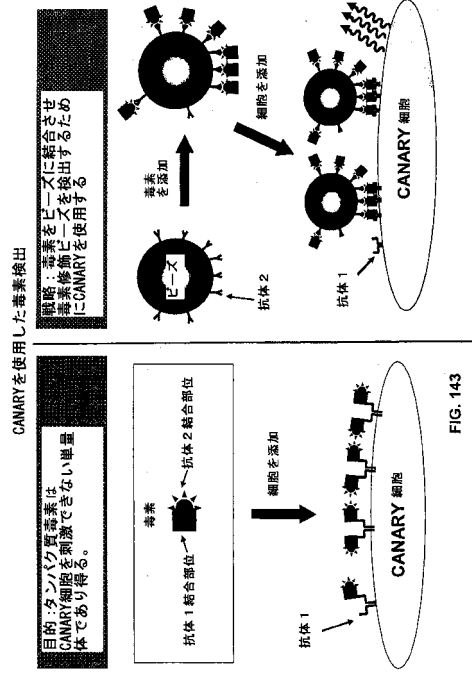 CANARYを使用した毒素検出
目的：タンパク質毒素は
CANARY細胞を刺激できない単量
体であり得る。
毒素
抗体1結合部位
抗体2結合部位
細胞を添加
抗体1
CANARY 細胞
戦略：毒素をビーズに結合させ
毒素修飾ビーズを検出するため
にCANARYを使用する
ビーズ
抗体2
毒素
を添加
細胞を添加
抗体1
CANARY 細胞
FIG. 143